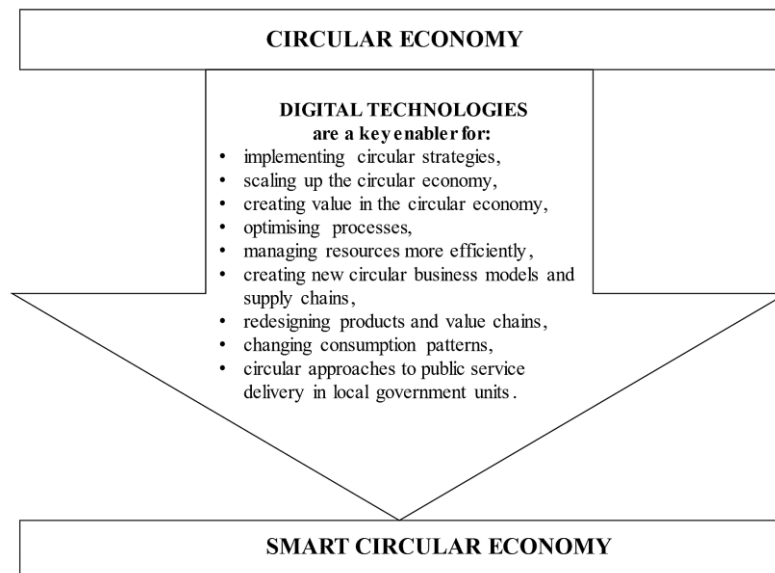 CIRCULAR ECONOMY
DIGITAL TECHNOLOGIES
are a key enabler for:
• implementing circular strategies,
• scaling up the circular economy,
• creating value in the circular economy,
• optimising processes,
• managing resources more efficiently,
• creating new circular business models and
supply chains,
• redesigning products and value chains,
• changing consumption patterns,
• circular approaches to public service
delivery in local government units.
SMART CIRCULAR ECONOMY